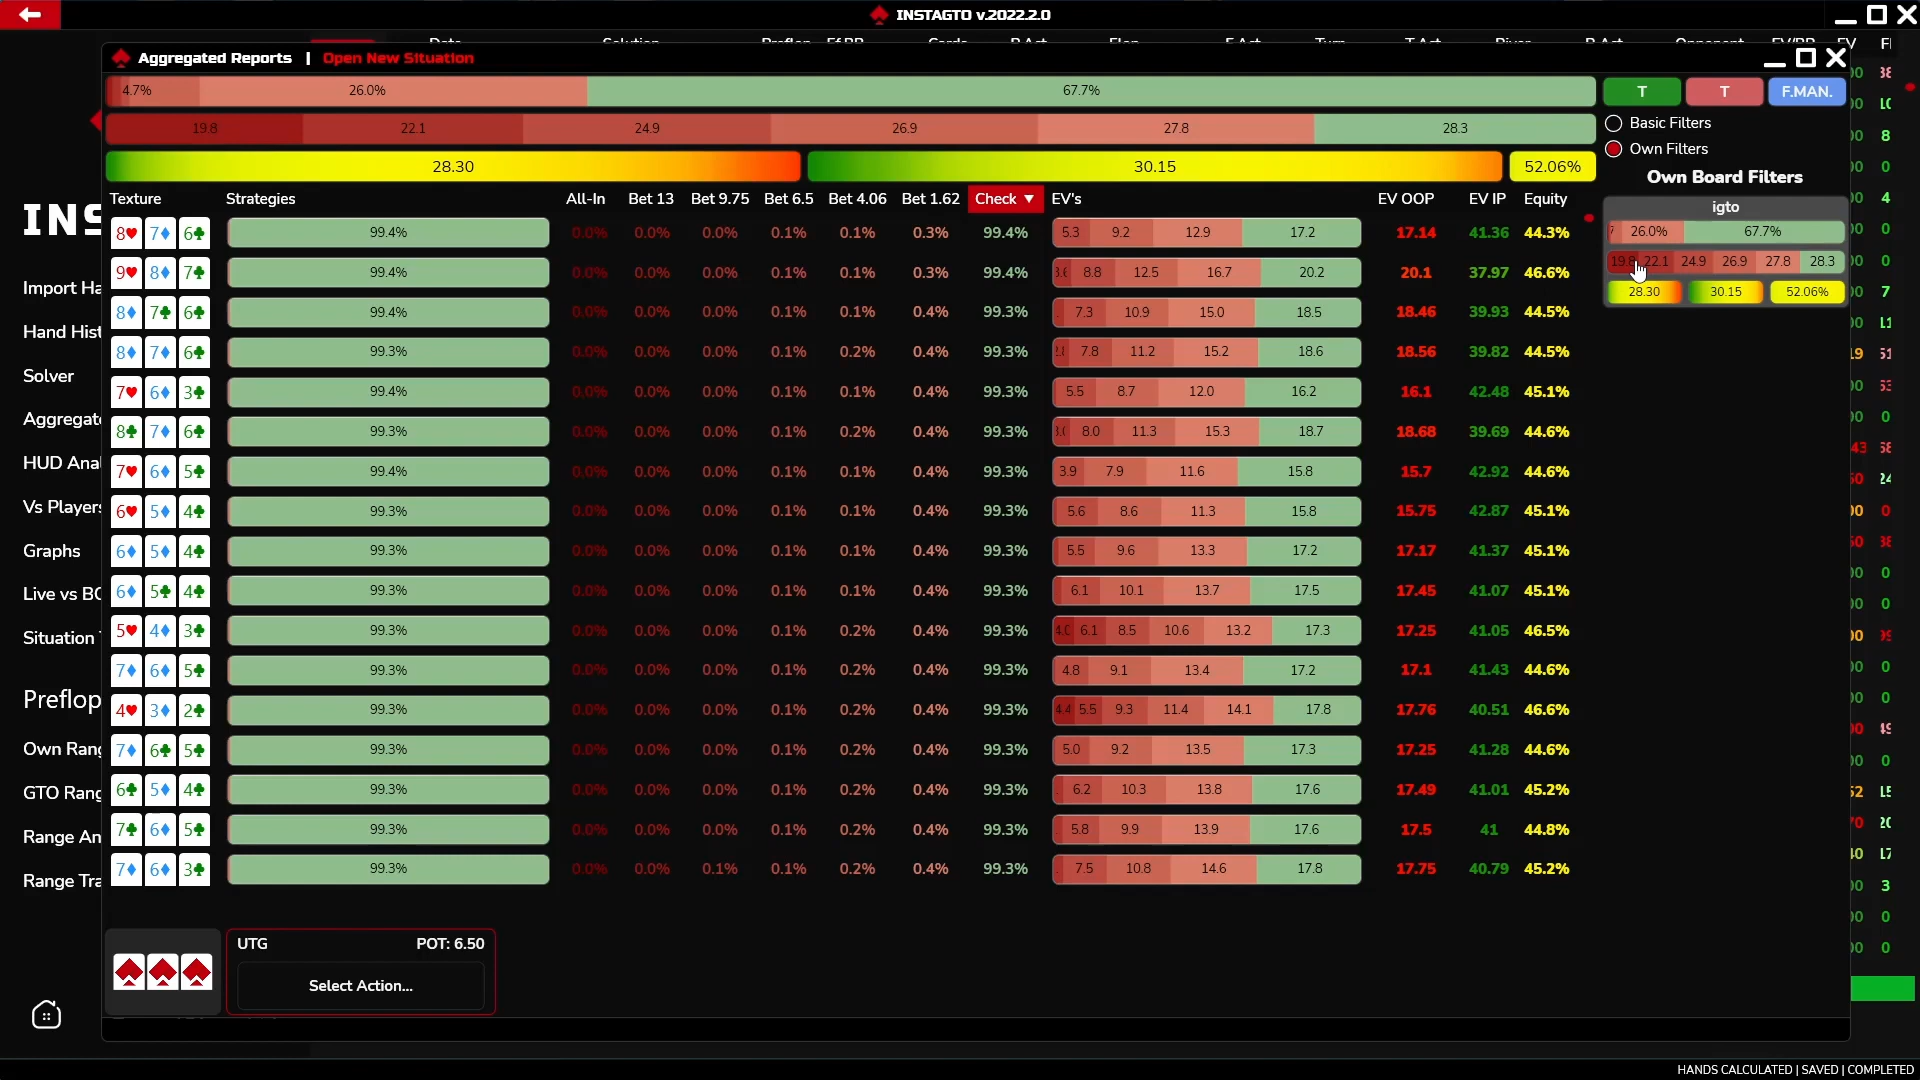 INSTAGTO v.2022.2.0
Aggregated Reports | Open New Situation
4.7% 26.0% 67.7%
19.8 22.1 24.9 26.9 27.8 28.3
28.30 30.15 52.06%
T T F.MAN.
Basic Filters
Own Filters
Own Board Filters
igto
26.0% 67.7%
19.8 22.1 24.9 26.9 27.8 28.3
28.30 30.15 52.06%
Texture Strategies All-In Bet 13 Bet 9.75 Bet 6.5 Bet 4.06 Bet 1.62 Check ▼ EV's EV OOP EV IP Equity
8♥ 7♦ 6♣ 99.4% 0.0% 0.0% 0.0% 0.1% 0.1% 0.3% 99.4% 5.3 9.2 12.9 17.2 17.14 41.36 44.3%
9♥ 8♦ 7♣ 99.4% 0.0% 0.0% 0.0% 0.1% 0.1% 0.3% 99.4% 8.8 12.5 16.7 20.2 20.1 37.97 46.6%
8♦ 7♣ 6♣ 99.4% 0.0% 0.0% 0.0% 0.1% 0.1% 0.4% 99.3% 7.3 10.9 15.0 18.5 18.46 39.93 44.5%
8♦ 7♦ 6♣ 99.3% 0.0% 0.0% 0.0% 0.1% 0.2% 0.4% 99.3% 7.8 11.2 15.2 18.6 18.56 39.82 44.5%
7♥ 6♦ 3♣ 99.4% 0.0% 0.0% 0.0% 0.1% 0.1% 0.4% 99.3% 5.5 8.7 12.0 16.2 16.1 42.48 45.1%
8♣ 7♦ 6♣ 99.3% 0.0% 0.0% 0.0% 0.1% 0.2% 0.4% 99.3% 8.0 11.3 15.3 18.7 18.68 39.69 44.6%
7♥ 6♦ 5♣ 99.4% 0.0% 0.0% 0.0% 0.1% 0.1% 0.4% 99.3% 3.9 7.9 11.6 15.8 15.7 42.92 44.6%
6♥ 5♦ 4♣ 99.3% 0.0% 0.0% 0.0% 0.1% 0.1% 0.4% 99.3% 5.6 8.6 11.3 15.8 15.75 42.87 45.1%
6♦ 5♦ 4♣ 99.3% 0.0% 0.0% 0.0% 0.1% 0.1% 0.4% 99.3% 5.5 9.6 13.3 17.2 17.17 41.37 45.1%
6♦ 5♣ 4♣ 99.3% 0.0% 0.0% 0.0% 0.1% 0.1% 0.4% 99.3% 6.1 10.1 13.7 17.5 17.45 41.07 45.1%
5♥ 4♦ 3♣ 99.3% 0.0% 0.0% 0.0% 0.1% 0.2% 0.4% 99.3% 6.1 8.5 10.6 13.2 17.3 17.25 41.05 46.5%
7♦ 6♦ 5♣ 99.3% 0.0% 0.0% 0.0% 0.1% 0.2% 0.4% 99.3% 4.8 9.1 13.4 17.2 17.1 41.43 44.6%
4♥ 3♦ 2♣ 99.3% 0.0% 0.0% 0.0% 0.1% 0.2% 0.4% 99.3% 4.4 5.5 9.3 11.4 14.1 17.8 17.76 40.51 46.6%
7♦ 6♣ 5♣ 99.3% 0.0% 0.0% 0.0% 0.1% 0.2% 0.4% 99.3% 5.0 9.2 13.5 17.3 17.25 41.28 44.6%
6♣ 5♦ 4♣ 99.3% 0.0% 0.0% 0.0% 0.1% 0.2% 0.4% 99.3% 6.2 10.3 13.8 17.6 17.49 41.01 45.2%
7♣ 6♦ 5♣ 99.3% 0.0% 0.0% 0.0% 0.1% 0.2% 0.4% 99.3% 5.8 9.9 13.9 17.6 17.5 41 44.8%
7♦ 6♦ 3♣ 99.3% 0.0% 0.0% 0.1% 0.1% 0.2% 0.4% 99.3% 7.5 10.8 14.6 17.8 17.75 40.79 45.2%
UTG POT: 6.50
Select Action...
INS
Import Ha
Hand Hist
Solver
Aggregate
HUD Anal
Vs Players
Graphs
Live vs BO
Situation
Preflop
Own Rang
GTO Rang
Range An
Range Tra
HANDS CALCULATED | SAVED | COMPLETED